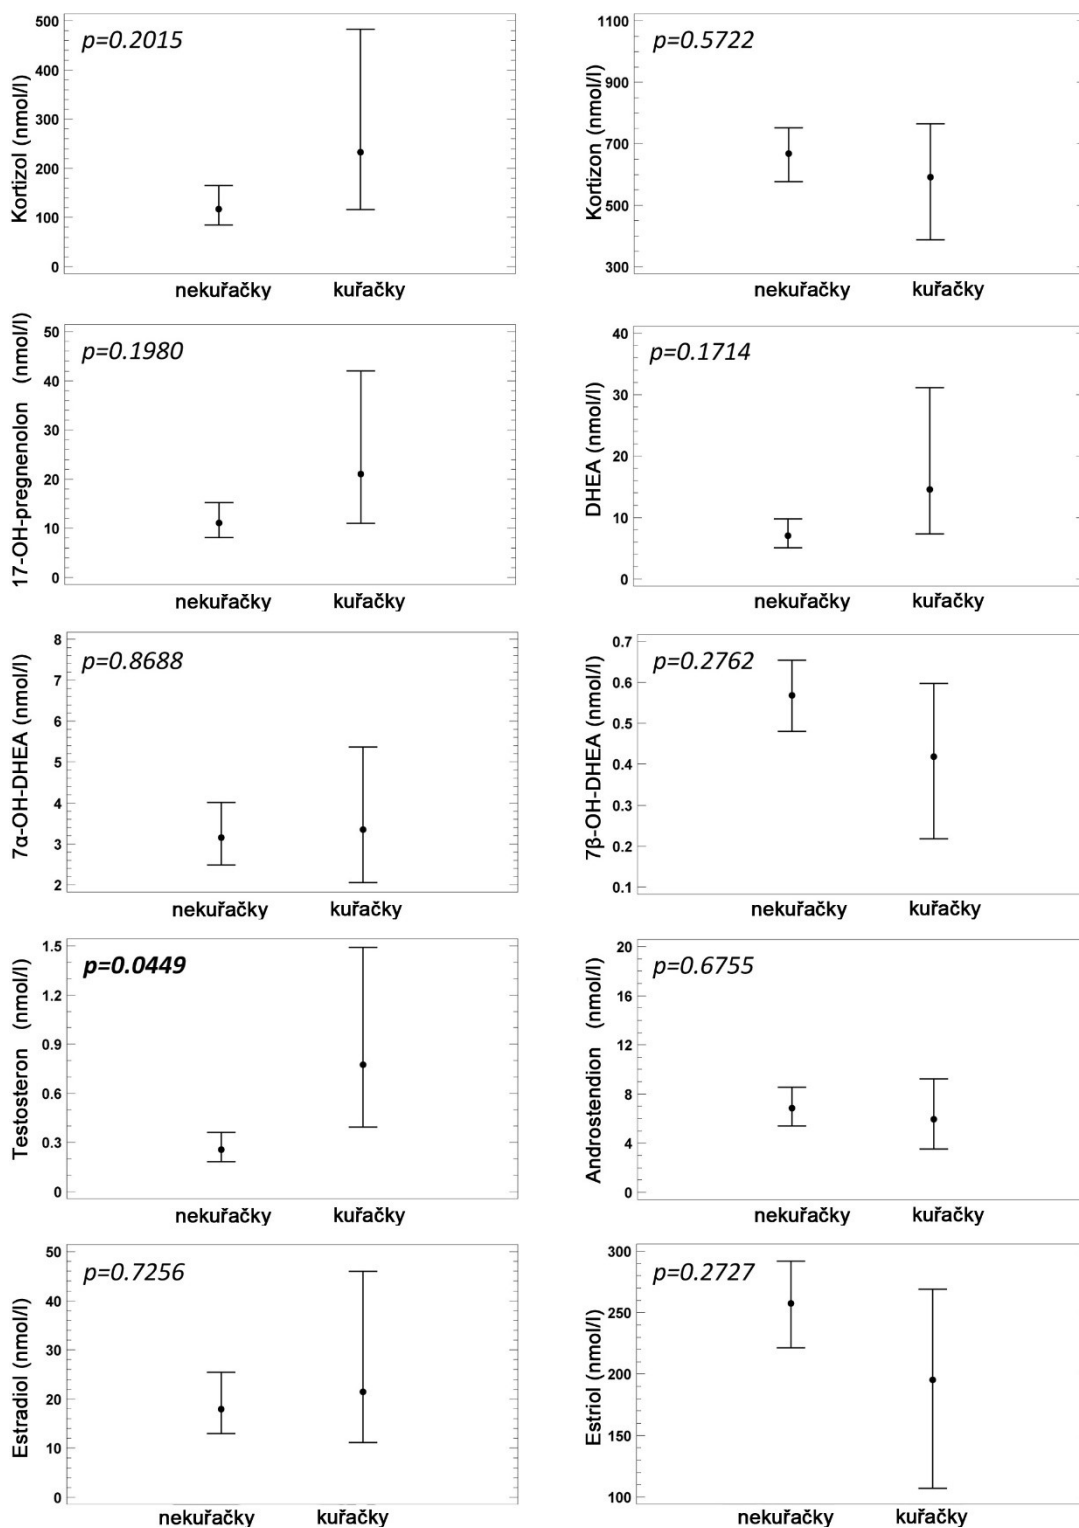 Kortizol (nmol/l)
500
400
300
200
100
0
p=0.2015
nekuřačky kuřačky
Kortizon (nmol/l)
1100
900
700
500
300
p=0.5722
nekuřačky kuřačky
17-OH-pregnenolon (nmol/l)
50
40
30
20
10
0
p=0.1980
nekuřačky kuřačky
DHEA (nmol/l)
40
30
20
10
0
p=0.1714
nekuřačky kuřačky
7α-OH-DHEA (nmol/l)
8
7
6
5
4
3
2
p=0.8688
nekuřačky kuřačky
7β-OH-DHEA (nmol/l)
0.7
0.6
0.5
0.4
0.3
0.2
0.1
p=0.2762
nekuřačky kuřačky
Testosteron (nmol/l)
1.5
1.2
0.9
0.6
0.3
0
p=0.0449
nekuřačky kuřačky
Androstendion (nmol/l)
20
16
12
8
4
0
p=0.6755
nekuřačky kuřačky
Estradiol (nmol/l)
50
40
30
20
10
0
p=0.7256
nekuřačky kuřačky
Estriol (nmol/l)
300
250
200
150
100
p=0.2727
nekuřačky kuřačky